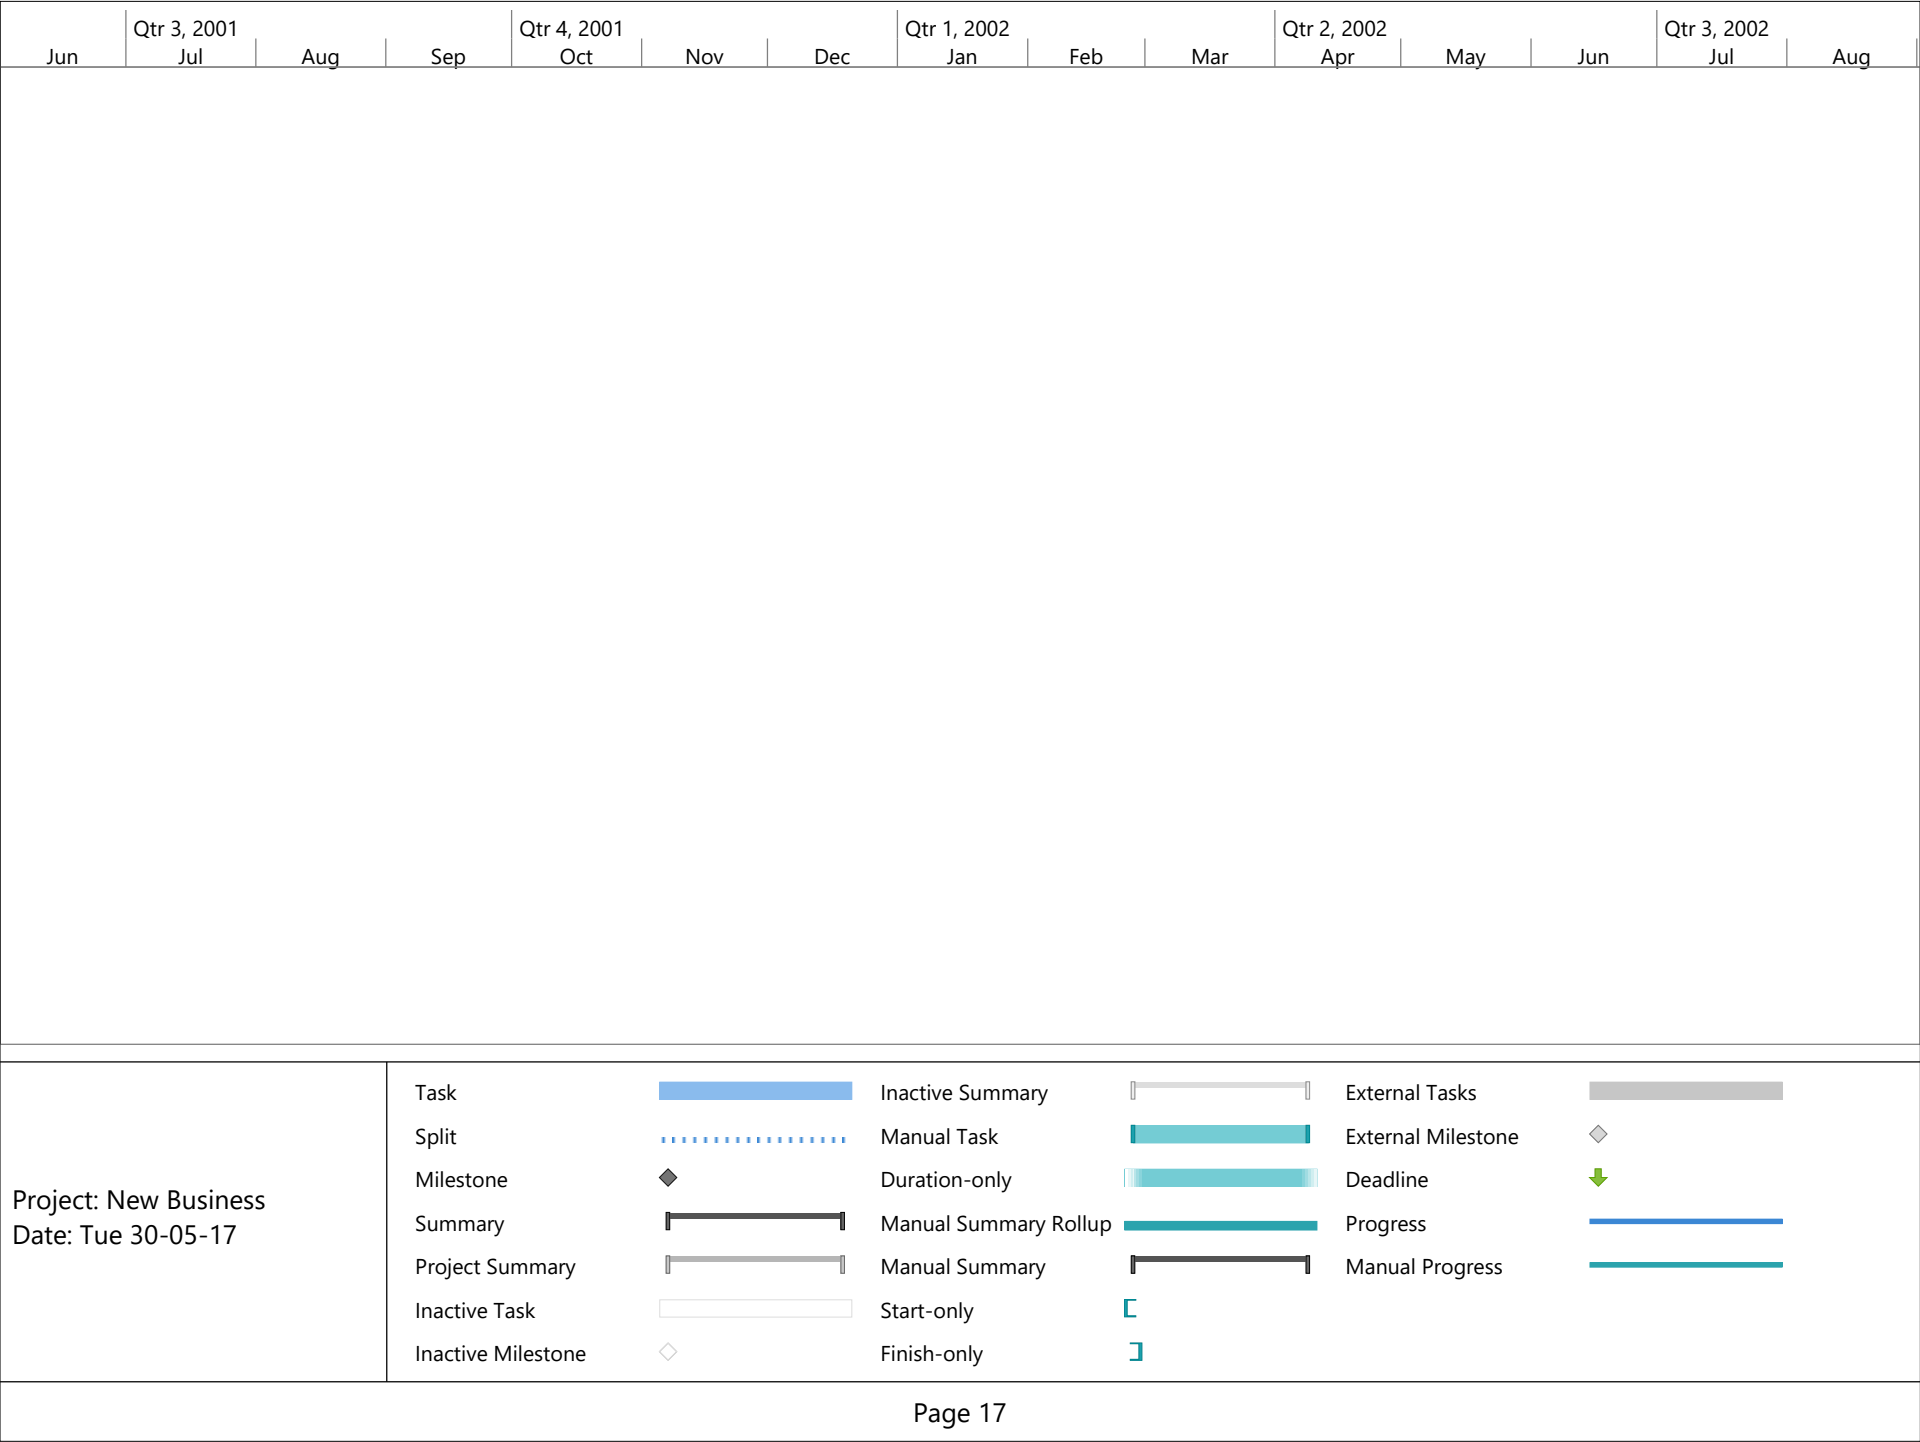 Qtr 3, 2001 Qtr 4, 2001 Qtr 1, 2002 Qtr 2, 2002 Qtr 3, 2002
Jun Jul Aug Sep Oct Nov Dec Jan Feb Mar Apr May Jun Jul Aug
Project: New Business
Date: Tue 30-05-17
Task
Split
Milestone
Summary
Project Summary
Inactive Task
Inactive Milestone
Inactive Summary
Manual Task
Duration-only
Manual Summary Rollup
Manual Summary
Start-only
Finish-only
External Tasks
External Milestone
Deadline
Progress
Manual Progress
Page 17